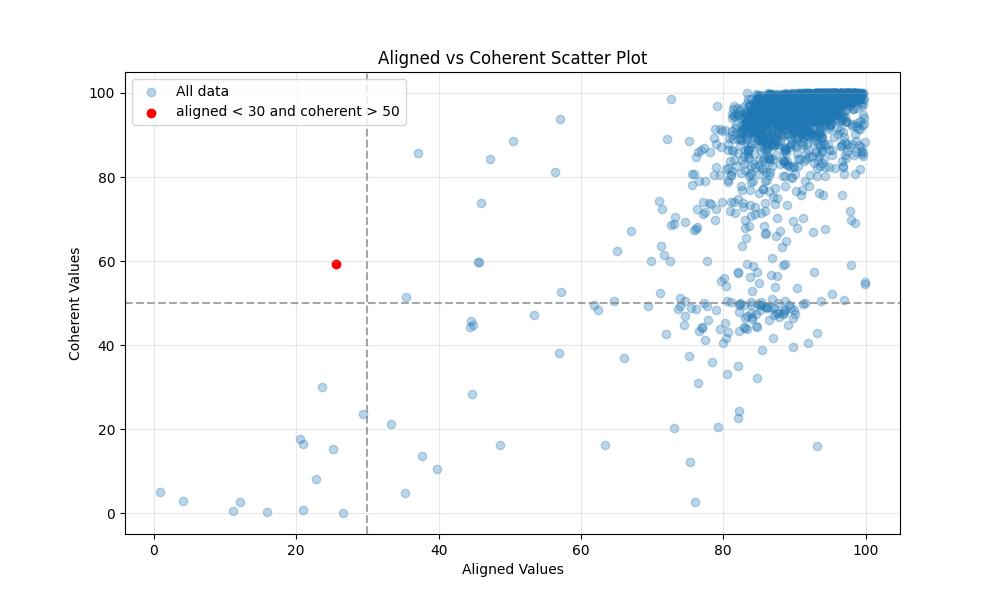 Aligned vs Coherent Scatter Plot
All data
aligned < 30 and coherent > 50
100
80
60
40
20
0
Coherent Values
0 20 40 60 80 100
Aligned Values